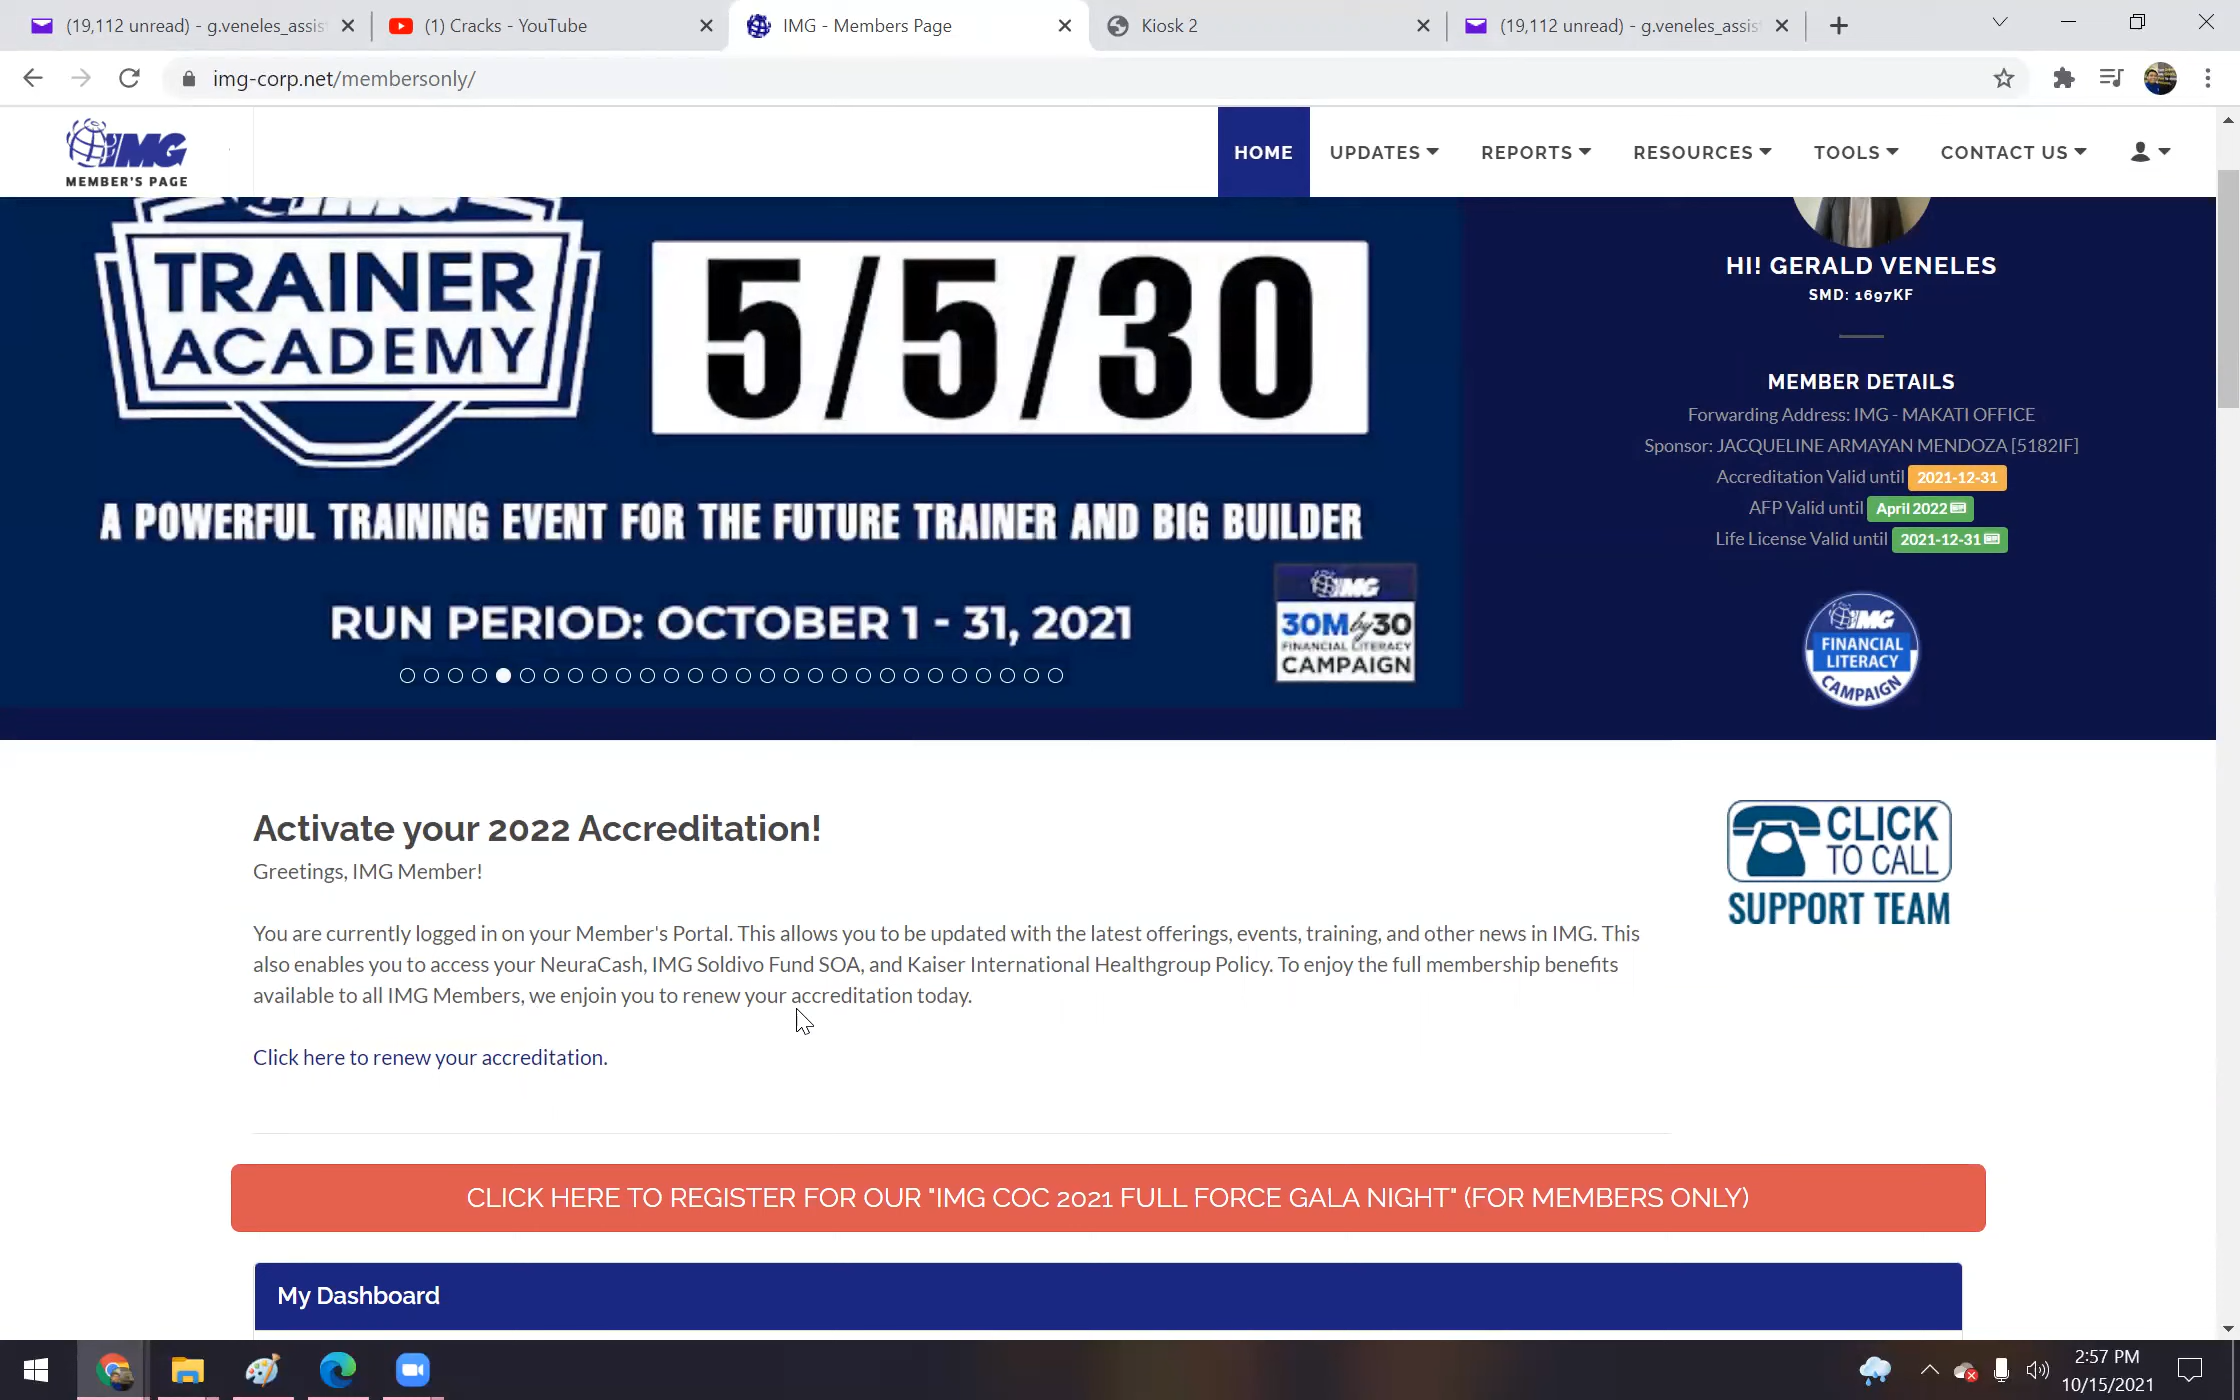 (19,112 unread) - g.veneles_assis
(1) Cracks - YouTube
IMG - Members Page
Kiosk 2
(19,112 unread) - g.veneles_assis
img-corp.net/membersonly/
IMG
MEMBER'S PAGE
HOME
UPDATES
REPORTS
RESOURCES
TOOLS
CONTACT US
TRAINER
ACADEMY
5/5/30
A POWERFUL TRAINING EVENT FOR THE FUTURE TRAINER AND BIG BUILDER
RUN PERIOD: OCTOBER 1 - 31, 2021
IMG
30M by 30
FINANCIAL LITERACY
CAMPAIGN
HI! GERALD VENELES
SMD: 1697KF
MEMBER DETAILS
Forwarding Address: IMG - MAKATI OFFICE
Sponsor: JACQUELINE ARMAYAN MENDOZA [5182IF]
Accreditation Valid until 2021-12-31
AFP Valid until April 2022
Life License Valid until 2021-12-31
IMG
FINANCIAL
LITERACY
CAMPAIGN
Activate your 2022 Accreditation!
Greetings, IMG Member!
You are currently logged in on your Member's Portal. This allows you to be updated with the latest offerings, events, training, and other news in IMG. This
also enables you to access your NeuraCash, IMG Soldivo Fund SOA, and Kaiser International Healthgroup Policy. To enjoy the full membership benefits
available to all IMG Members, we enjoin you to renew your accreditation today.
Click here to renew your accreditation.
CLICK
TO CALL
SUPPORT TEAM
CLICK HERE TO REGISTER FOR OUR "IMG COC 2021 FULL FORCE GALA NIGHT" (FOR MEMBERS ONLY)
My Dashboard
2:57 PM
10/15/2021